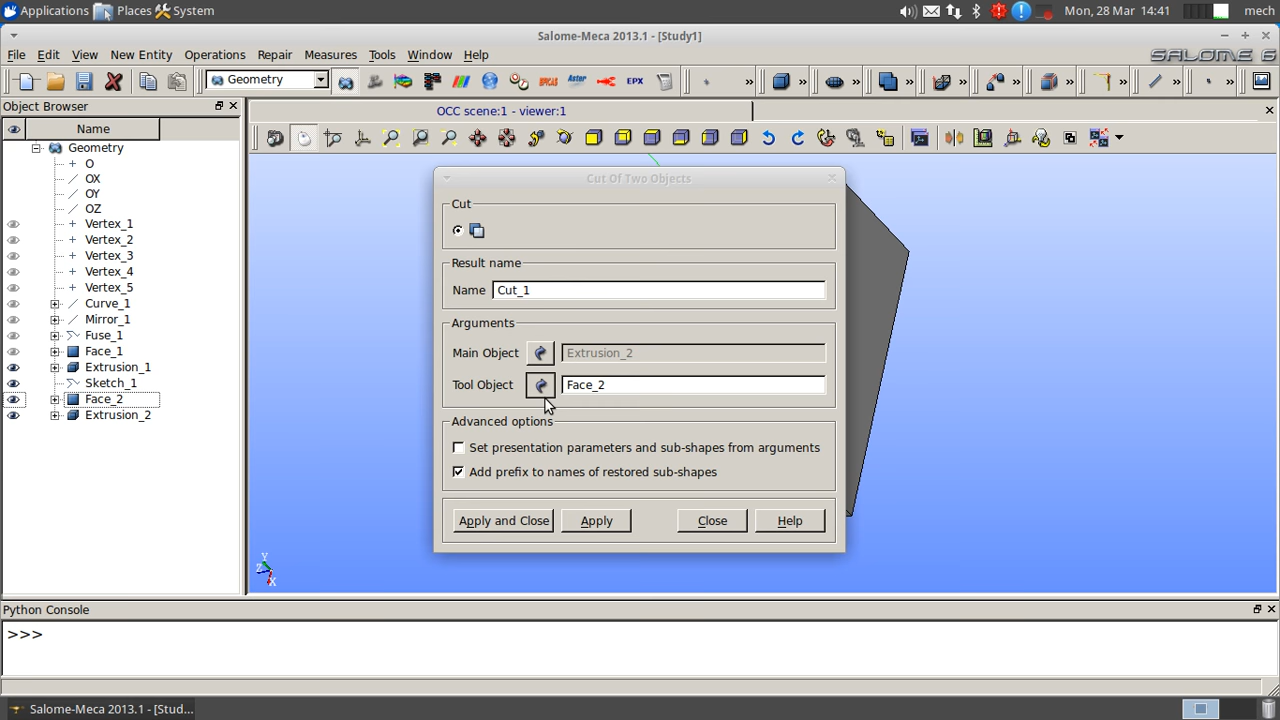 Applications Places System Mon, 28 Mar 14:41 mech
Salome-Meca 2013.1 - [Study1]
File Edit View New Entity Operations Repair Measures Tools Window Help SALOME 6
Geometry Aster EPX
Object Browser
OCC scene:1 - viewer:1
Name
Geometry
O
OX
OY
OZ
Vertex_1
Vertex_2
Vertex_3
Vertex_4
Vertex_5
Curve_1
Mirror_1
Fuse_1
Face_1
Extrusion_1
Sketch_1
Face_2
Extrusion_2
Cut Of Two Objects
Cut
Result name
Name Cut_1
Arguments
Main Object Extrusion_2
Tool Object Face_2
Advanced options
Set presentation parameters and sub-shapes from arguments
Add prefix to names of restored sub-shapes
Apply and Close Apply Close Help
Y
Z
X
Python Console
>>>
Salome-Meca 2013.1 - [Stud...